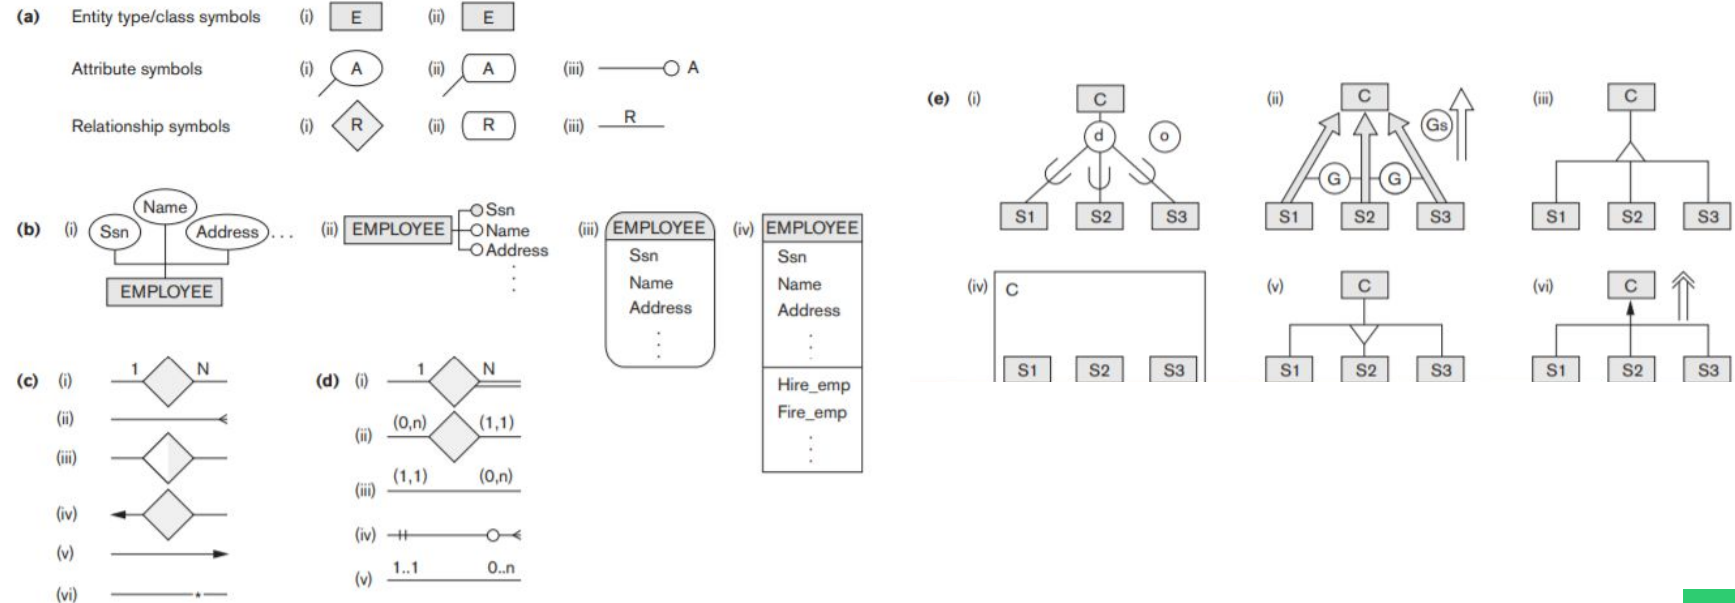 (a) Entity type/class symbols (i) E (ii) E
Attribute symbols (i) A (ii) A (iii) A
Relationship symbols (i) R (ii) R (iii) R
(b) (i) Ssn Name Address ...
EMPLOYEE
(ii) EMPLOYEE Ssn
Name
Address
(iii) EMPLOYEE
Ssn
Name
Address
(iv) EMPLOYEE
Ssn
Name
Address
Hire_emp
Fire_emp
(c) (i) 1 N
(ii)
(iii)
(iv)
(v)
(vi) *
(d) (i) 1 N
(ii) (0,n) (1,1)
(iii) (1,1) (0,n)
(iv)
(v) 1..1 0..n
(e) (i) C
d o
S1 S2 S3
(ii) C
Gs
G G
S1 S2 S3
(iii) C
S1 S2 S3
(iv) C
S1 S2 S3
(v) C
S1 S2 S3
(vi) C
S1 S2 S3